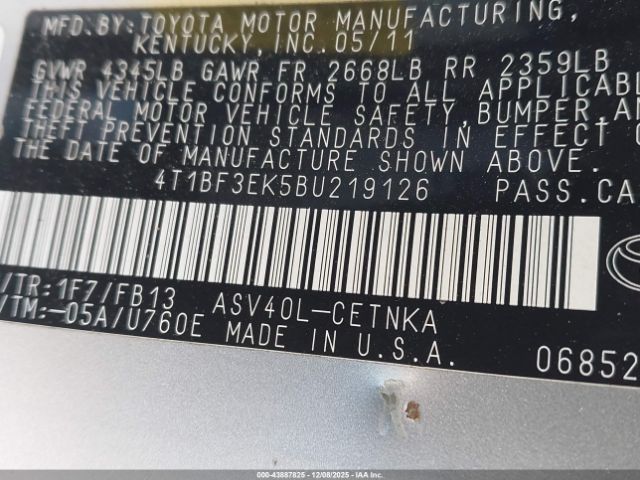 MFD.BY:TOYOTA MOTOR MANUFACTURING,
KENTUCKY,INC.05/11
GVWR 4345LB GAWR FR 2668LB RR 2359LB
THIS VEHICLE CONFORMS TO ALL APPLICABL
FEDERAL MOTOR VEHICLE SAFETY,BUMPER,AN
THEFT PREVENTION STANDARDS IN EFFECT O
THE DATE OF MANUFACTURE SHOWN ABOVE.
4T1BF3EK5BU219126 PASS.CA
/TR:1F7/FB13 ASV40L-CETNKA
/TM:-05A/U760E MADE IN U.S.A. 06852
000-43887825 - 12/08/2025 - IAAI.COM